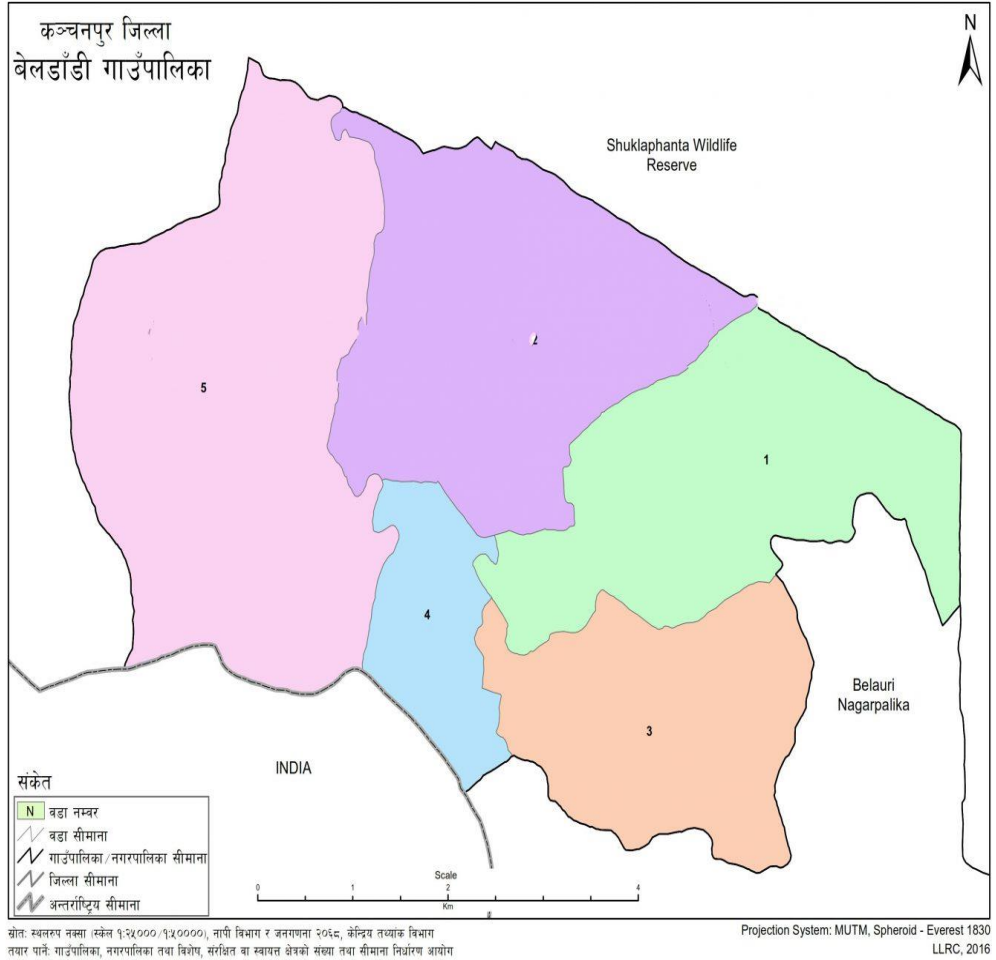 कञ्चनपुर जिल्ला
बेलडाँडी गाउँपालिका
N
Shuklaphanta Wildlife
Reserve
5
1
4
3
Belauri
Nagarpalika
INDIA
संकेत
N वडा नम्वर
वडा सीमाना
गाउँपालिका/नगरपालिका सीमाना
जिल्ला सीमाना
अन्तर्राष्ट्रिय सीमाना
Scale
0 1 2 4
Km
स्रोत: स्थलरुप नक्सा (स्केल १:२५०००/१:५००००), नापी विभाग र जनगणना २०६८, केन्द्रिय तथ्यांक विभाग
तयार पार्ने: गाउँपालिका, नगरपालिका तथा विशेष, संरक्षित वा स्वायत्त क्षेत्रको संख्या तथा सीमाना निर्धारण आयोग
Projection System: MUTM, Spheroid - Everest 1830
LLRC, 2016